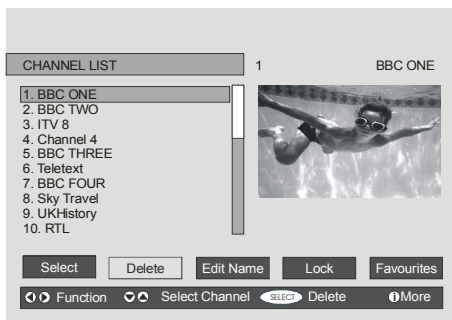 CHANNEL LIST 1 BBC ONE
1. BBC ONE
2. BBC TWO
3. ITV 8
4. Channel 4
5. BBC THREE
6. Teletext
7. BBC FOUR
8. Sky Travel
9. UKHistory
10. RTL
Select Delete Edit Name Lock Favourites
Function Select Channel SELECT Delete More